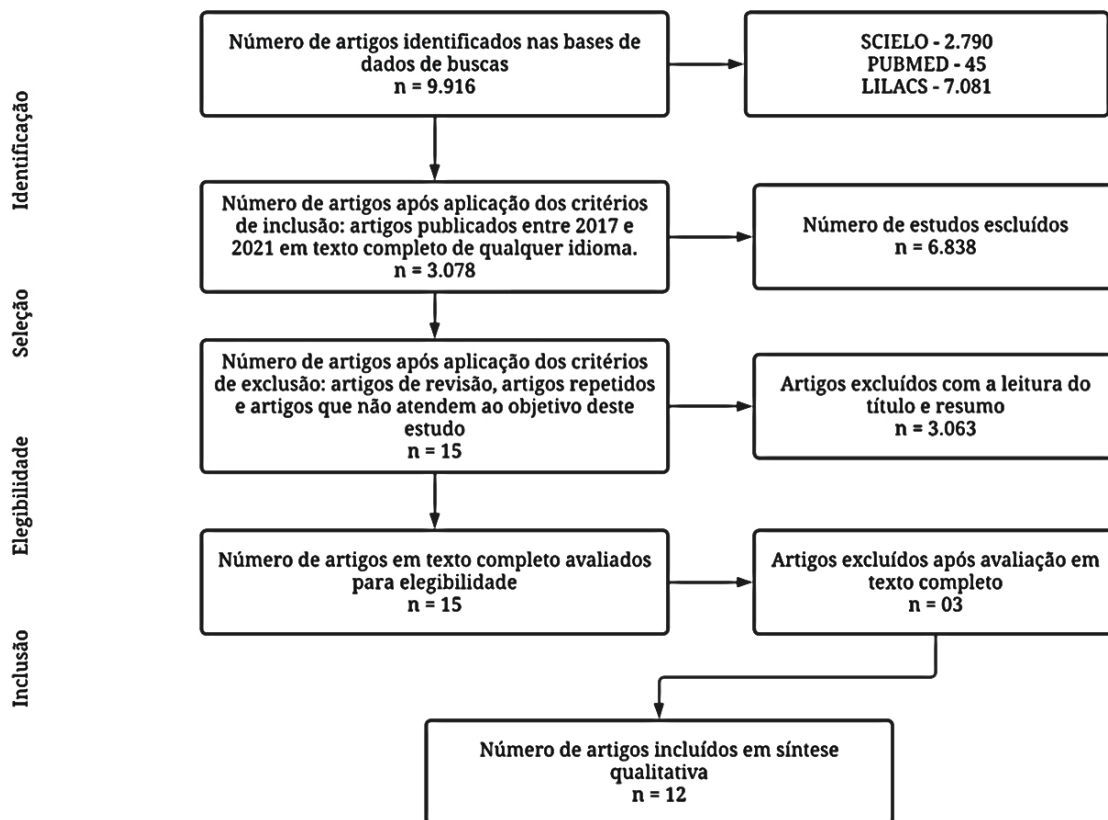 Identificação
Número de artigos identificados nas bases de
dados de buscas
n = 9.916
SCIELO - 2.790
PUBMED - 45
LILACS - 7.081
Número de artigos após aplicação dos critérios
de inclusão: artigos publicados entre 2017 e
2021 em texto completo de qualquer idioma.
n = 3.078
Número de estudos escluídos
n = 6.838
Seleção
Número de artigos após aplicação dos critérios
de exclusão: artigos de revisão, artigos repetidos
e artigos que não atendem ao objetivo deste
estudo
n = 15
Artigos excluídos com a leitura do
título e resumo
n = 3.063
Elegibilidade
Número de artigos em texto completo avaliados
para elegibilidade
n = 15
Artigos excluídos após avaliação em
texto completo
n = 03
Inclusão
Número de artigos incluídos em síntese
qualitativa
n = 12